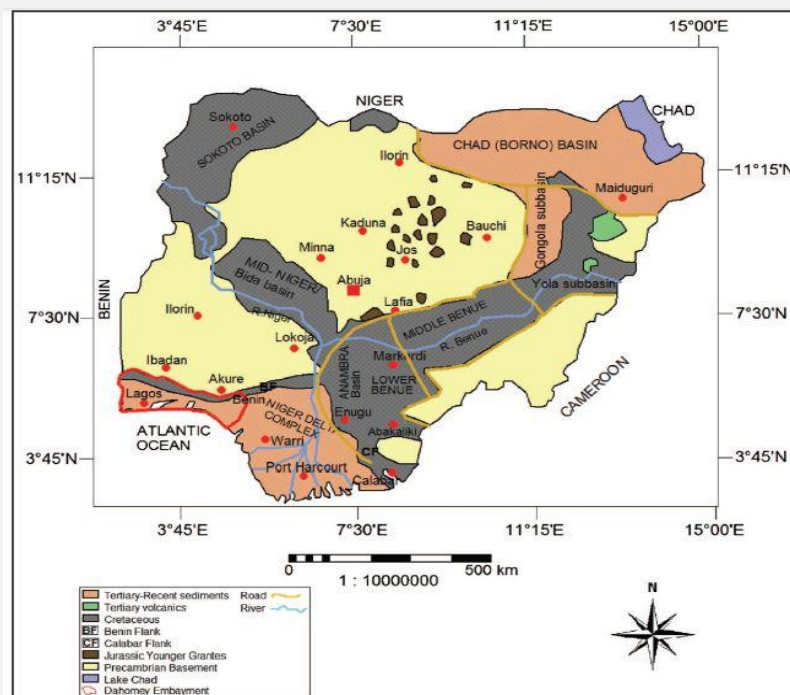 3°45'E 7°30'E 11°15'E 15°00'E
NIGER
CHAD
Sokoto
SOKOTO BASIN
CHAD (BORNO) BASIN
Ilorin
11°15'N 11°15'N
Maiduguri
Kaduna
Bauchi
Gongola subbasin
Minna
Jos
MID- NIGER/
Bida basin
Abuja
Yola subbasin
BENIN
Lafia
7°30'N 7°30'N
Ilorin
R.Niger
MIDDLE BENUE
R. Benue
Lokoja
Ibadan
Markurdi
ANAMBRA
Basin
LOWER
BENUE
CAMEROON
Akure
BF
Lagos
Benin
NIGER DELTA
COMPLEX
Enugu
Abakaliki
ATLANTIC
OCEAN
Warri
CF
3°45'N 3°45'N
Port Harcourt
Calabar
3°45'E 7°30'E 11°15'E 15°00'E
0 500 km
1 : 10000000
Tertiary-Recent sediments Road
Tertiary volcanics River
Cretaceous
BF Benin Flank
CF Calabar Flank
Jurassic Younger Grantes
Precambrian Basement
Lake Chad
Dahomey Embayment
N